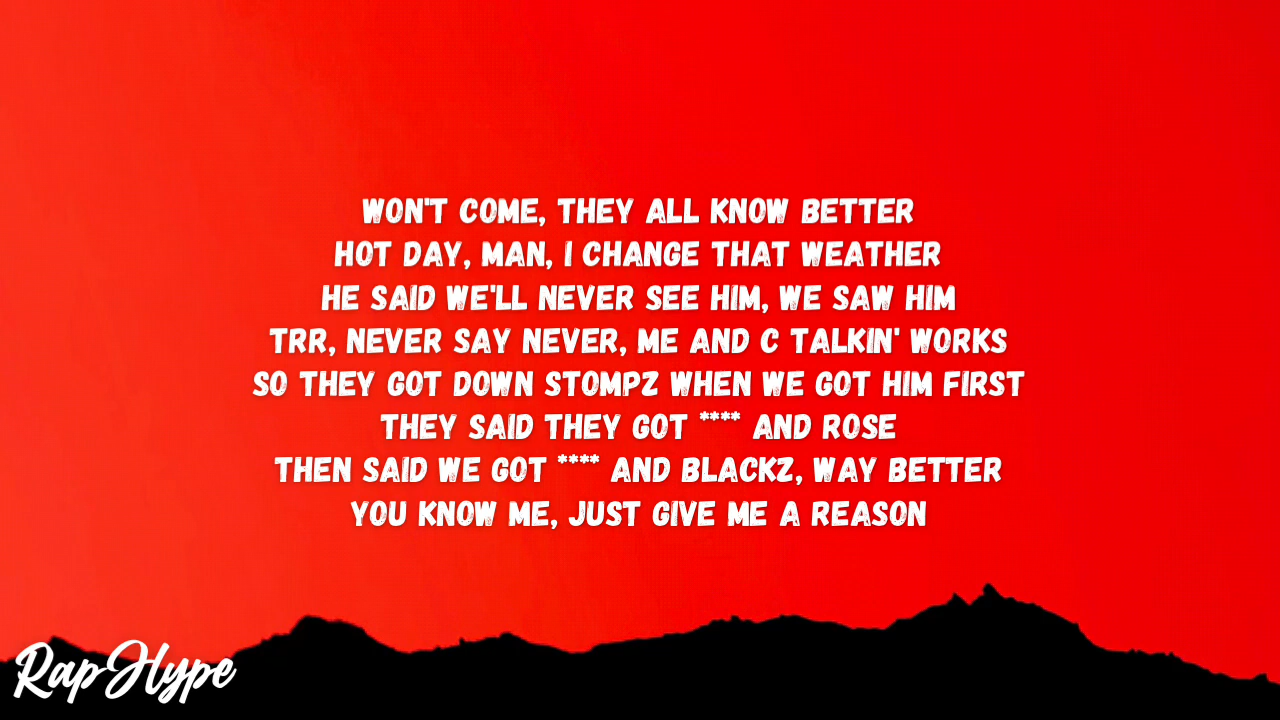 WON'T COME, THEY ALL KNOW BETTER
HOT DAY, MAN, I CHANGE THAT WEATHER
HE SAID WE'LL NEVER SEE HIM, WE SAW HIM
TRR, NEVER SAY NEVER, ME AND C TALKIN' WORKS
SO THEY GOT DOWN STOMPZ WHEN WE GOT HIM FIRST
THEY SAID THEY GOT **** AND ROSE
THEN SAID WE GOT **** AND BLACKZ, WAY BETTER
YOU KNOW ME, JUST GIVE ME A REASON
RapHype